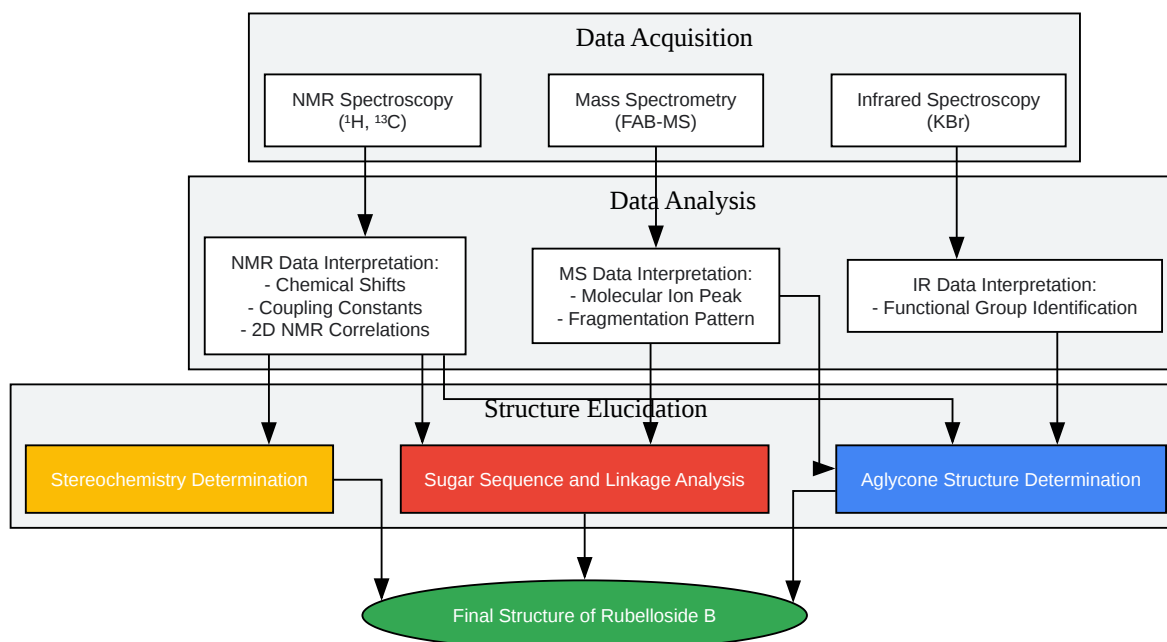 Data Acquisition
NMR Spectroscopy
(¹H, ¹³C)
Mass Spectrometry
(FAB-MS)
Infrared Spectroscopy
(KBr)
Data Analysis
NMR Data Interpretation:
- Chemical Shifts
- Coupling Constants
- 2D NMR Correlations
MS Data Interpretation:
- Molecular Ion Peak
- Fragmentation Pattern
IR Data Interpretation:
- Functional Group Identification
Structure Elucidation
Stereochemistry Determination
Sugar Sequence and Linkage Analysis
Aglycone Structure Determination
Final Structure of Rubelloside B